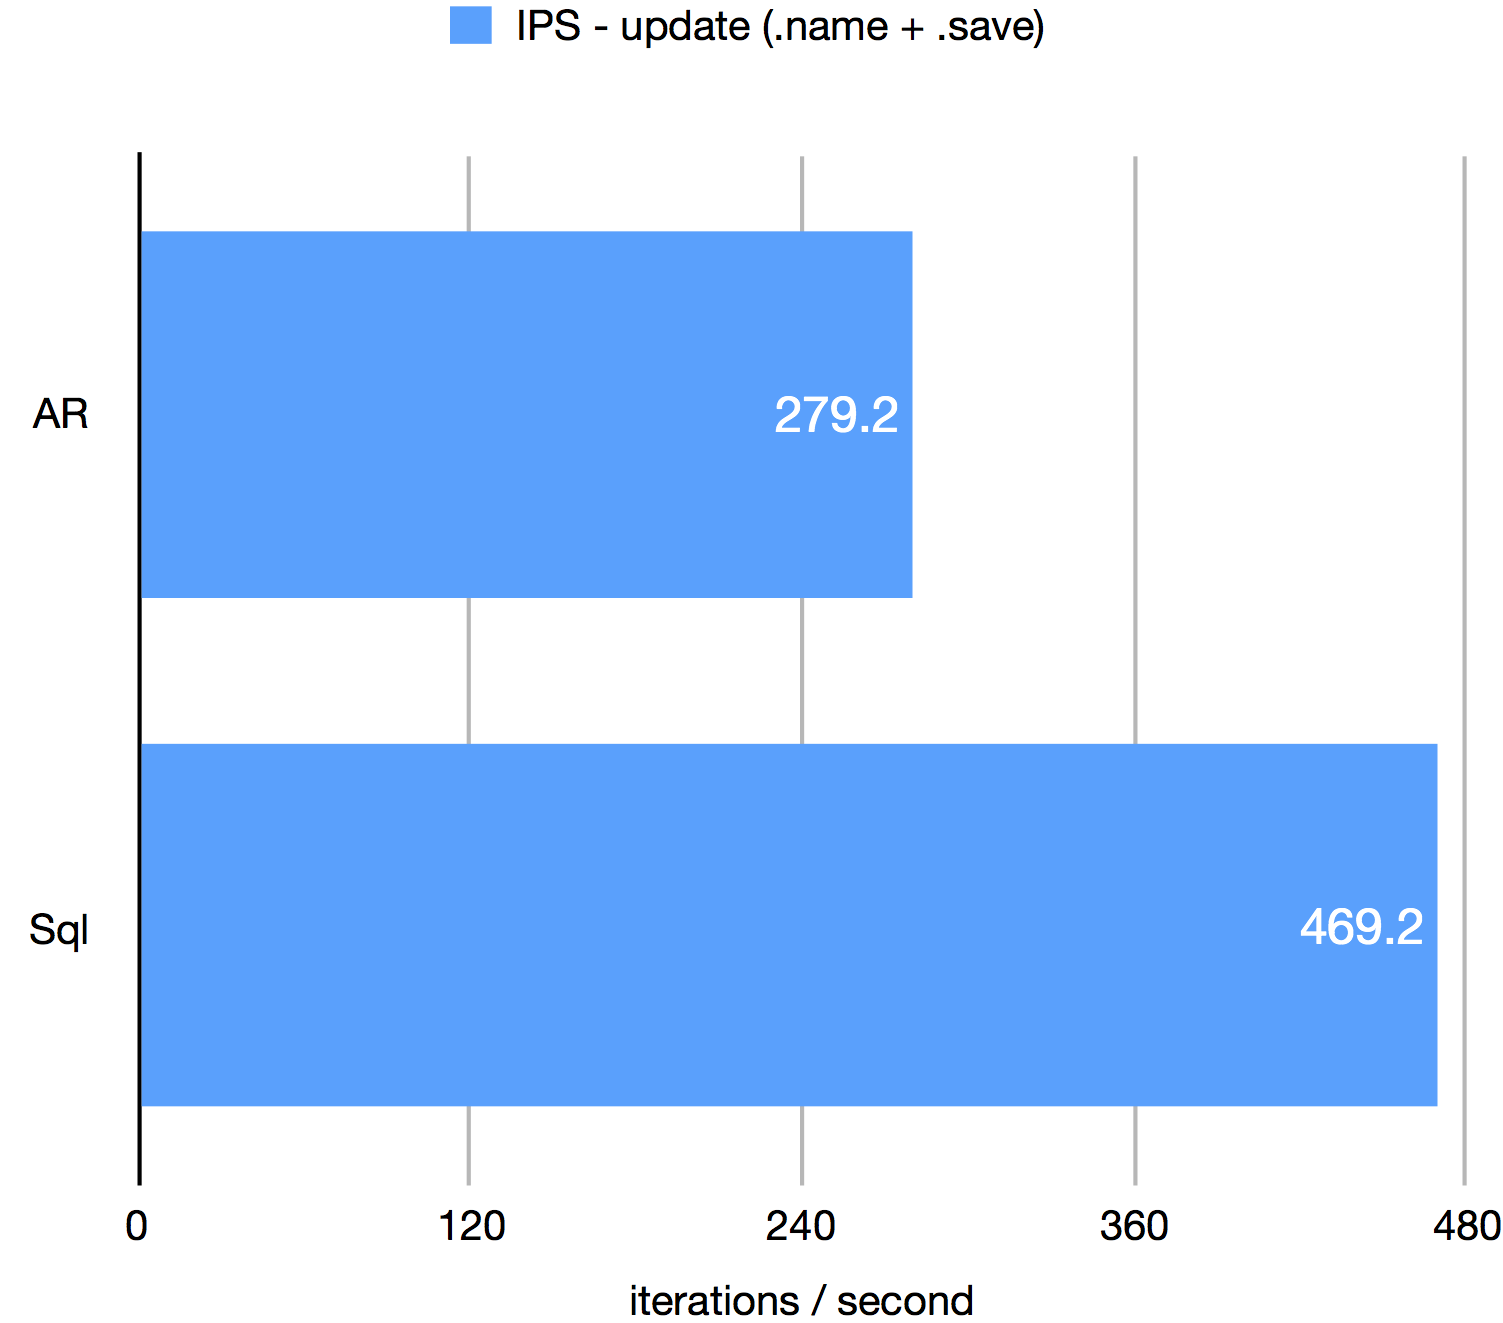 IPS - update (.name + .save)
AR
279.2
Sql
469.2
0 120 240 360 480
iterations / second